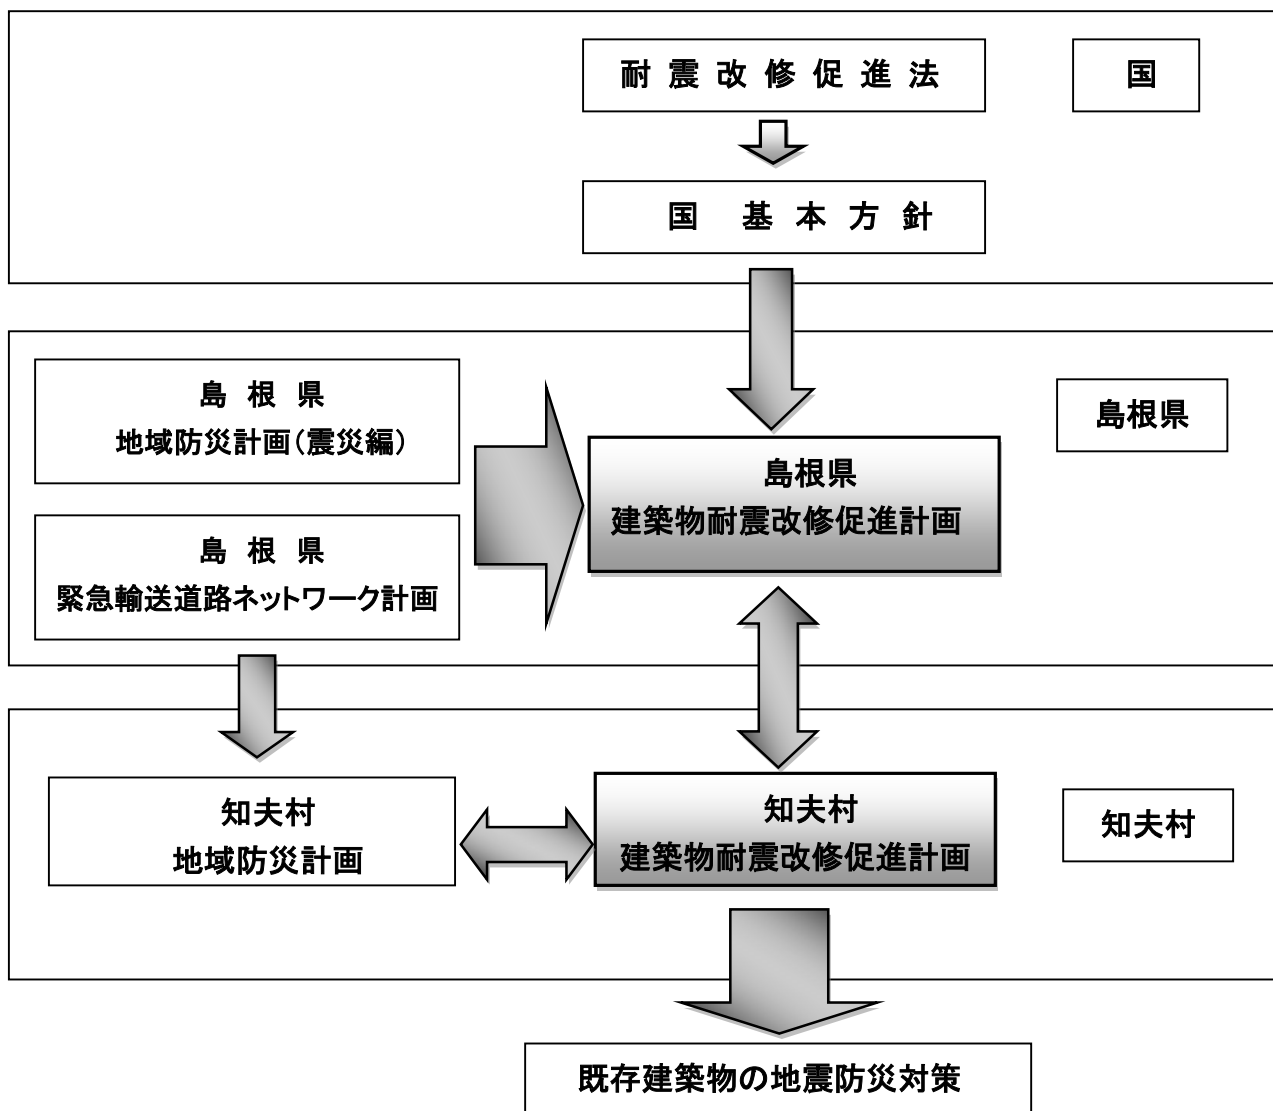 耐震改修促進法
国
国 基本方針
島根県
地域防災計画(震災編)
島根県
島根県
建築物耐震改修促進計画
島根県
緊急輸送道路ネットワーク計画
知夫村
地域防災計画
知夫村
建築物耐震改修促進計画
知夫村
既存建築物の地震防災対策